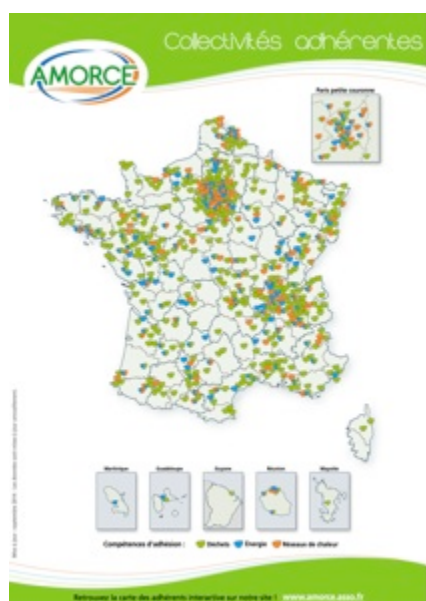 Collectivités adhérentes
AMORCE
Paris petite couronne
Martinique
Guadeloupe
Guyane
Réunion
Mayotte
Compétences d'adhésion : Déchets Énergie Réseaux de chaleur
Retrouvez la carte des adhérents interactive sur notre site ! www.amorce.asso.fr